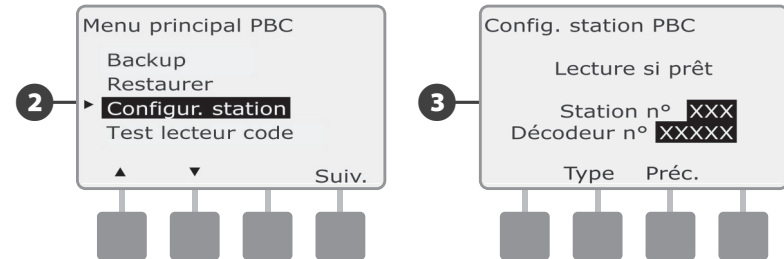 Menu principal PBC
Backup
Restaurer
2
Configur. station
Test lecteur code
Suiv.
Config. station PBC
Lecture si prêt
3
Station n° XXX
Décodeur n° XXXXX
Type Préc.